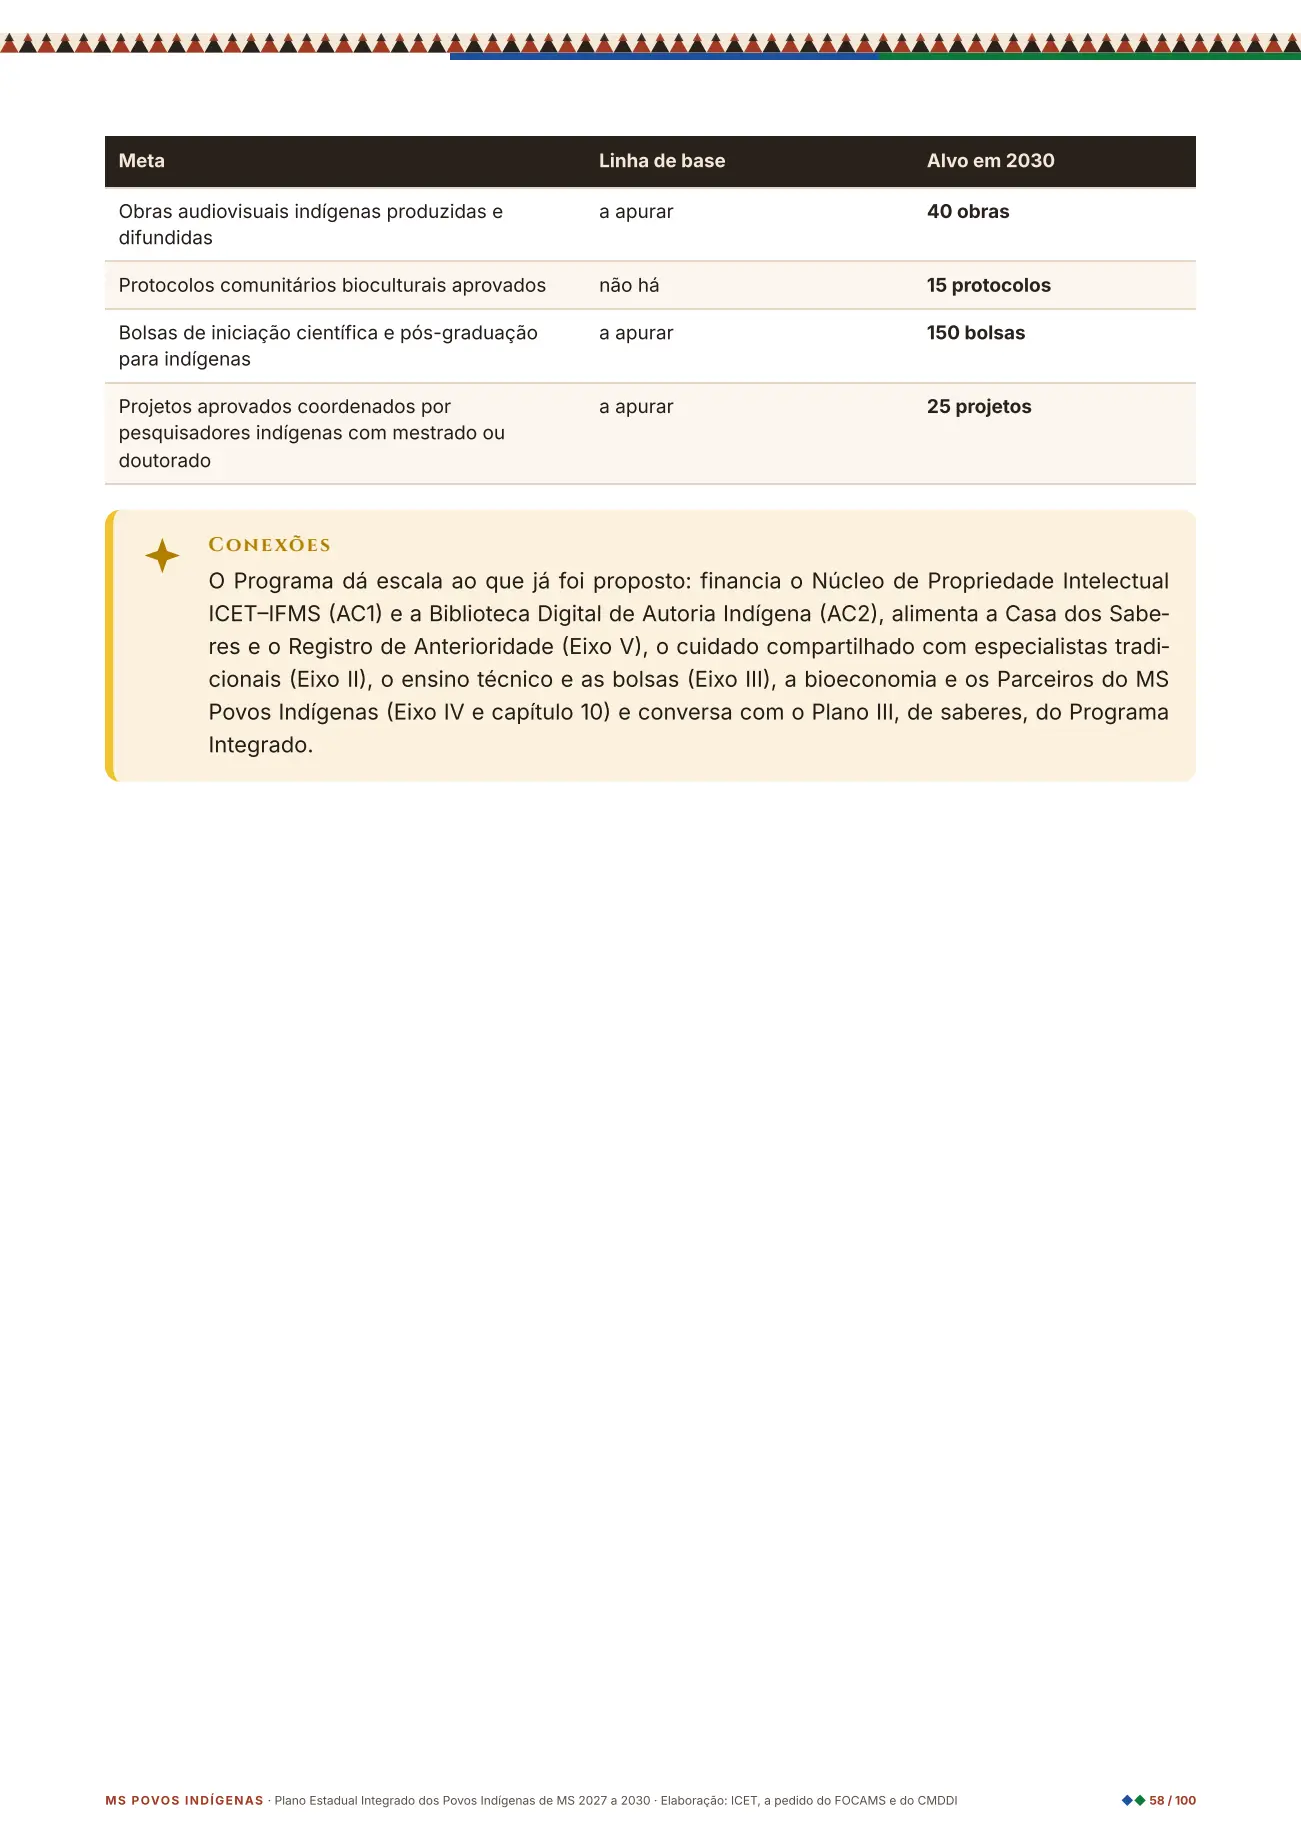 Meta Linha de base Alvo em 2030
Obras audiovisuais indígenas produzidas e a apurar 40 obras
difundidas
Protocolos comunitários bioculturais aprovados não há 15 protocolos
Bolsas de iniciação científica e pós-graduação a apurar 150 bolsas
para indígenas
Projetos aprovados coordenados por a apurar 25 projetos
pesquisadores indígenas com mestrado ou
doutorado
Conexões
O Programa dá escala ao que já foi proposto: financia o Núcleo de Propriedade Intelectual
ICET–IFMS (AC1) e a Biblioteca Digital de Autoria Indígena (AC2), alimenta a Casa dos Sabe-
res e o Registro de Anterioridade (Eixo V), o cuidado compartilhado com especialistas tradi-
cionais (Eixo II), o ensino técnico e as bolsas (Eixo III), a bioeconomia e os Parceiros do MS
Povos Indígenas (Eixo IV e capítulo 10) e conversa com o Plano III, de saberes, do Programa
Integrado.
MS POVOS INDÍGENAS · Plano Estadual Integrado dos Povos Indígenas de MS 2027 a 2030 · Elaboração: ICET, a pedido do FOCAMS e do CMDDI 58 / 100